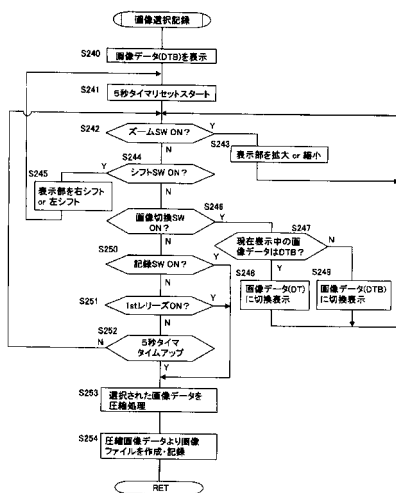 画像選択記録
S240
画像データ(DTB)を表示
S241
5秒タイマリセットスタート
S242
ズームSW ON?
Y
N
S243
表示部を拡大 or 縮小
S244
シフトSW ON?
Y
N
S245
表示部を右シフト
or 左シフト
S246
画像切換SW
ON?
Y
N
S247
現在表示中の画
像データはDTB?
Y
N
S248
画像データ(DT)
に切換表示
S249
画像データ(DTB)
に切換表示
S250
記録SW ON?
Y
N
S251
1stレリーズON?
Y
N
S252
5秒タイマ
タイムアップ
N
Y
S253
選択された画像データを
圧縮処理
S254
圧縮画像データより画像
ファイルを作成・記録
RET